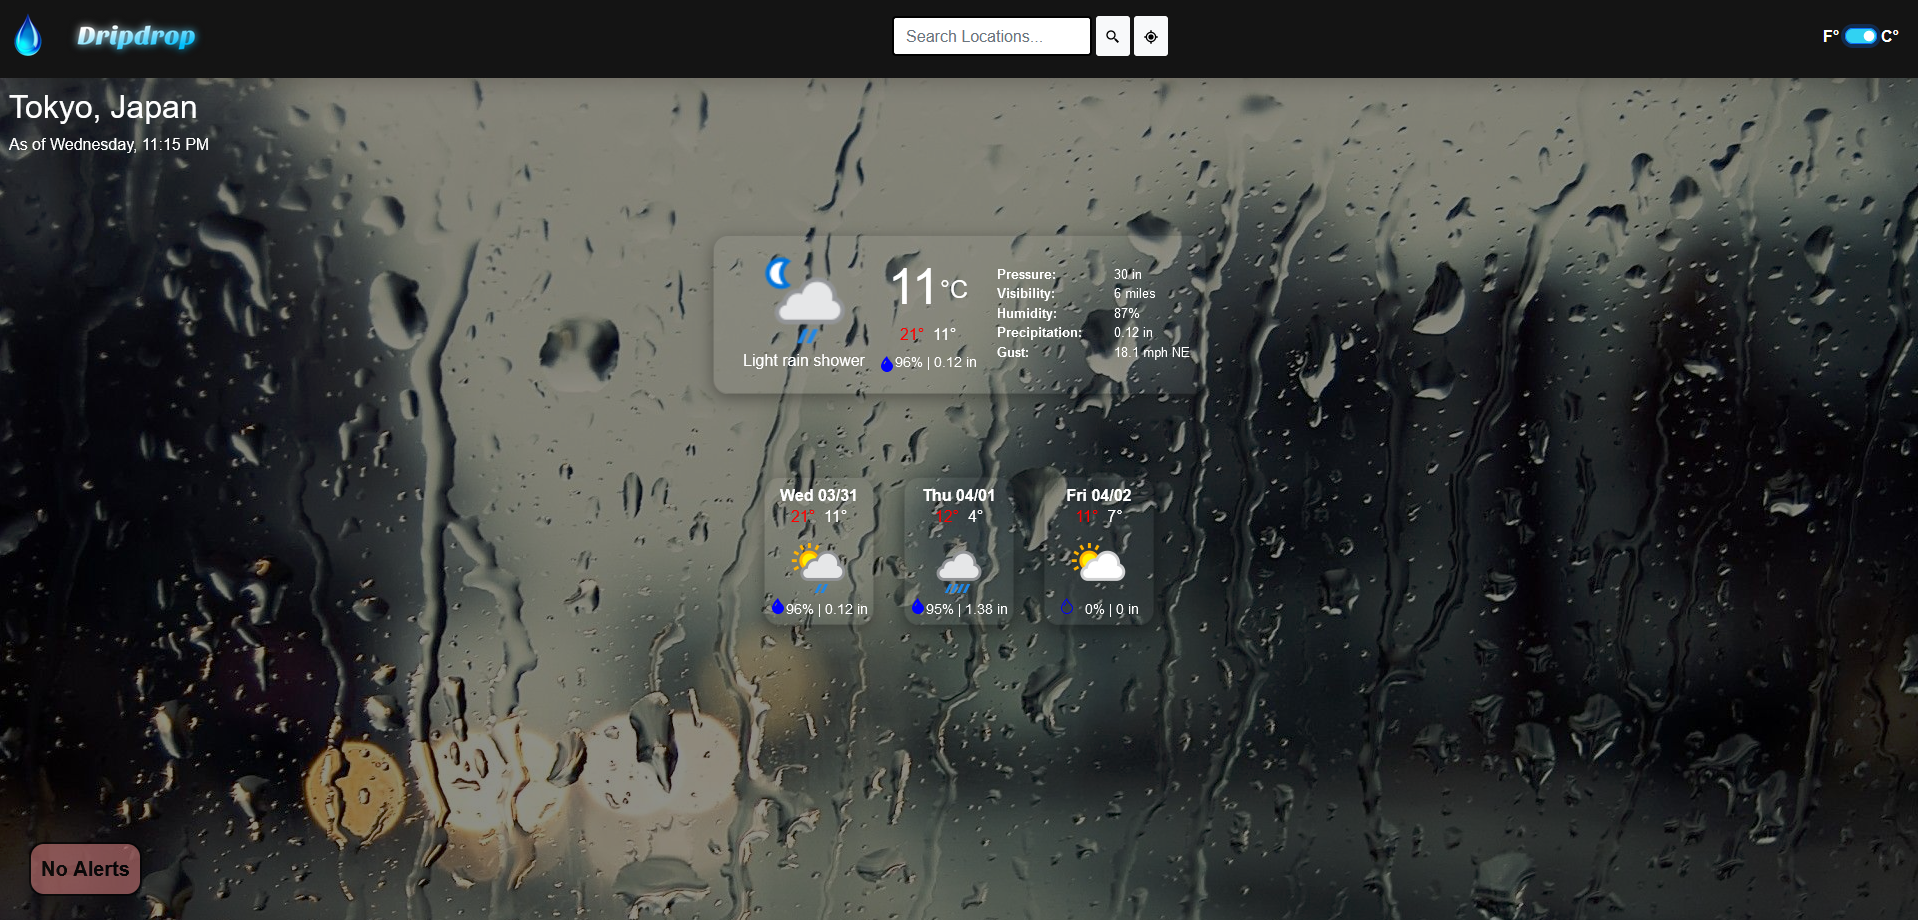 Dripdrop
Search Locations...
F° C°
Tokyo, Japan
As of Wednesday, 11:15 PM
Light rain shower
11 °C
21° 11°
96% | 0.12 in
Pressure: 30 in
Visibility: 6 miles
Humidity: 87%
Precipitation: 0.12 in
Gust: 18.1 mph NE
Wed 03/31
21° 11°
96% | 0.12 in
Thu 04/01
12° 4°
95% | 1.38 in
Fri 04/02
11° 7°
0% | 0 in
No Alerts